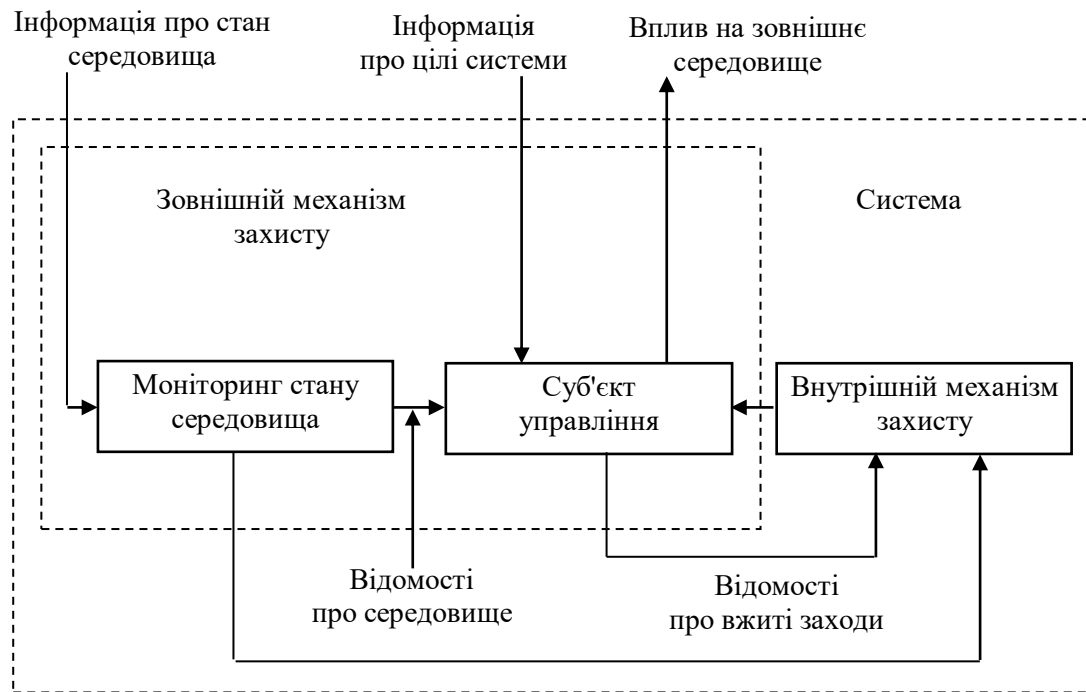 Інформація про стан
середовища
Інформація
про цілі системи
Вплив на зовнішнє
середовище
Зовнішній механізм
захисту
Система
Моніторинг стану
середовища
Суб'єкт
управління
Внутрішній механізм
захисту
Відомості
про середовище
Відомості
про вжиті заходи